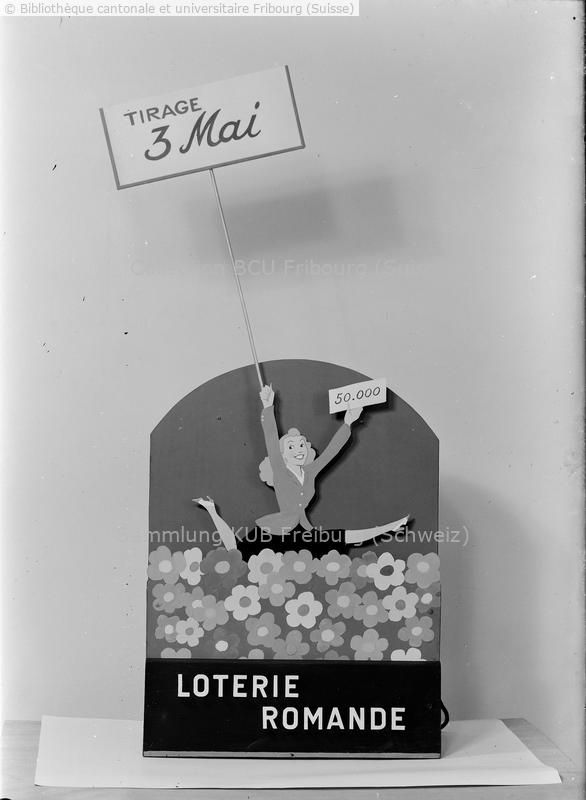 © Bibliothèque cantonale et universitaire Fribourg (Suisse)
TIRAGE
3 Mai
Collection BCU Fribourg (Suisse)
50.000
Sammlung KUB Freiburg (Schweiz)
LOTERIE
ROMANDE